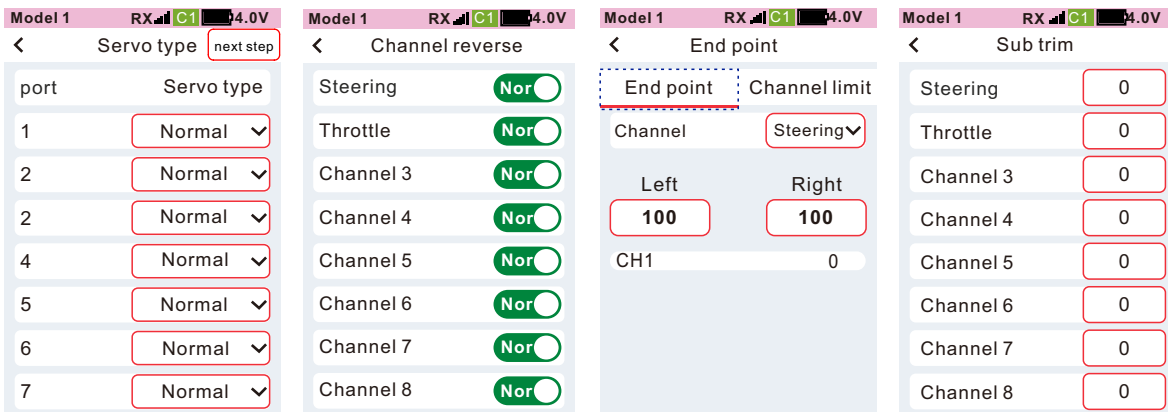 Model 1 RX C1 4.0V
Servo type next step
port Servo type
1 Normal
2 Normal
2 Normal
4 Normal
5 Normal
6 Normal
7 Normal
Model 1 RX C1 4.0V
Channel reverse
Steering Nor
Throttle Nor
Channel 3 Nor
Channel 4 Nor
Channel 5 Nor
Channel 6 Nor
Channel 7 Nor
Channel 8 Nor
Model 1 RX C1 4.0V
End point
End point Channel limit
Channel Steering
Left Right
100 100
CH1 0
Model 1 RX C1 4.0V
Sub trim
Steering 0
Throttle 0
Channel 3 0
Channel 4 0
Channel 5 0
Channel 6 0
Channel 7 0
Channel 8 0